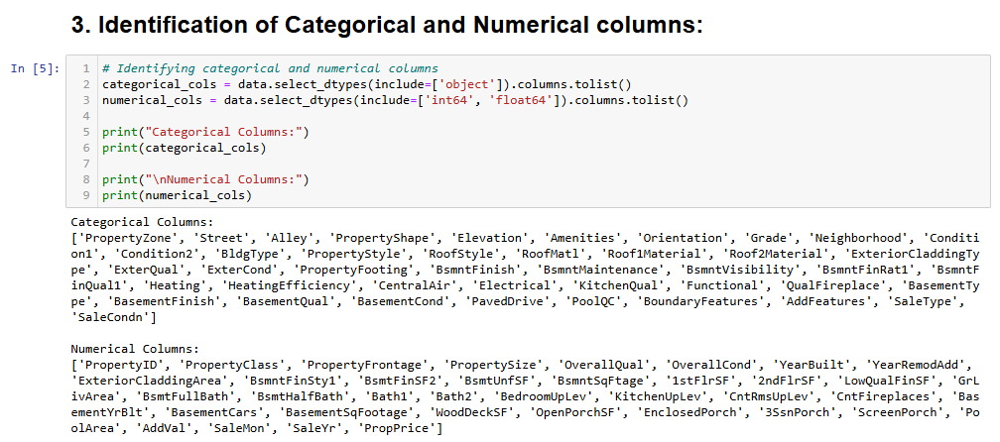 3. Identification of Categorical and Numerical columns:
In [5]:
1 # Identifying categorical and numerical columns
2 categorical_cols = data.select_dtypes(include=['object']).columns.tolist()
3 numerical_cols = data.select_dtypes(include=['int64', 'float64']).columns.tolist()
4
5 print("Categorical Columns:")
6 print(categorical_cols)
7
8 print("\nNumerical Columns:")
9 print(numerical_cols)
Categorical Columns:
['PropertyZone', 'Street', 'Alley', 'PropertyShape', 'Elevation', 'Amenities', 'Orientation', 'Grade', 'Neighborhood', 'Conditi
on1', 'Condition2', 'BldgType', 'PropertyStyle', 'RoofStyle', 'RoofMatl', 'Roof1Material', 'Roof2Material', 'ExteriorCladdingTy
pe', 'ExterQual', 'ExterCond', 'PropertyFooting', 'BsmntFinish', 'BsmntMaintenance', 'BsmntVisibility', 'BsmntFinRat1', 'BsmntF
inQual1', 'Heating', 'HeatingEfficiency', 'CentralAir', 'Electrical', 'KitchenQual', 'Functional', 'QualFireplace', 'BasementTy
pe', 'BasementFinish', 'BasementQual', 'BasementCond', 'PavedDrive', 'PoolQC', 'BoundaryFeatures', 'AddFeatures', 'SaleType',
'SaleCondn']
Numerical Columns:
['PropertyID', 'PropertyClass', 'PropertyFrontage', 'PropertySize', 'OverallQual', 'OverallCond', 'YearBuilt', 'YearRemodAdd',
'ExteriorCladdingArea', 'BsmntFinSty1', 'BsmtFinSF2', 'BsmtUnfSF', 'BsmntSqFtage', '1stFlrSF', '2ndFlrSF', 'LowQualFinSF', 'GrL
ivArea', 'BsmtFullBath', 'BsmtHalfBath', 'Bath1', 'Bath2', 'BedroomUpLev', 'KitchenUpLev', 'CntRmsUpLev', 'CntFireplaces', 'Bas
ementYrBlt', 'BasementCars', 'BasementSqFootage', 'WoodDeckSF', 'OpenPorchSF', 'EnclosedPorch', '3SsnPorch', 'ScreenPorch', 'Po
olArea', 'AddVal', 'SaleMon', 'SaleYr', 'PropPrice']